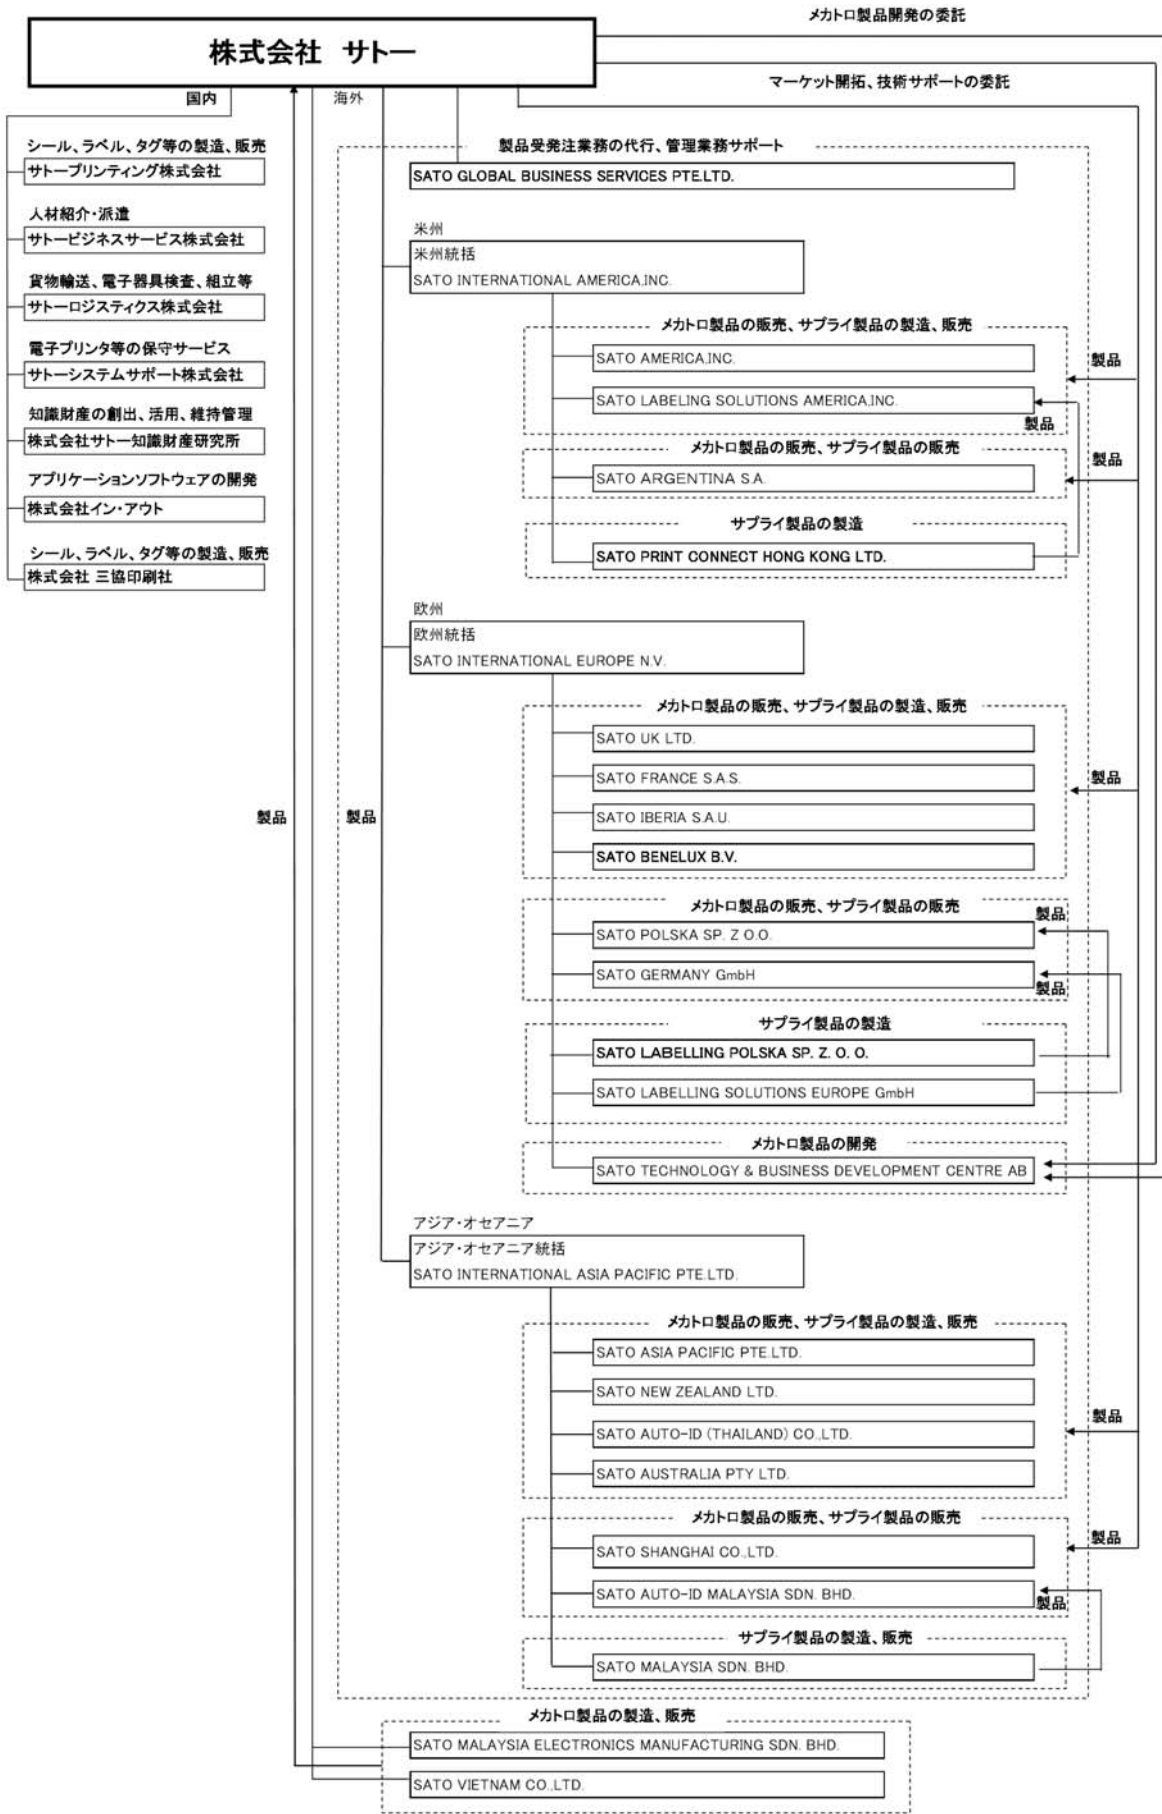 メカトロ製品開発の委託
株式会社 サトー
マーケット開拓、技術サポートの委託
国内
海外
シール、ラベル、タグ等の製造、販売
サトープリンティング株式会社
人材紹介・派遣
サトービジネスサービス株式会社
貨物輸送、電子器具検査、組立等
サトーロジスティクス株式会社
電子プリンタ等の保守サービス
サトーシステムサポート株式会社
知識財産の創出、活用、維持管理
株式会社サトー知識財産研究所
アプリケーションソフトウェアの開発
株式会社イン・アウト
シール、ラベル、タグ等の製造、販売
株式会社 三協印刷社
製品
製品
製品受発注業務の代行、管理業務サポート
SATO GLOBAL BUSINESS SERVICES PTE.LTD.
米州
米州統括
SATO INTERNATIONAL AMERICA,INC.
メカトロ製品の販売、サプライ製品の製造、販売
SATO AMERICA,INC.
製品
SATO LABELING SOLUTIONS AMERICA,INC.
製品
メカトロ製品の販売、サプライ製品の販売
製品
SATO ARGENTINA S.A.
サプライ製品の製造
SATO PRINT CONNECT HONG KONG LTD.
欧州
欧州統括
SATO INTERNATIONAL EUROPE N.V.
メカトロ製品の販売、サプライ製品の製造、販売
SATO UK LTD.
SATO FRANCE S.A.S.
製品
SATO IBERIA S.A.U.
SATO BENELUX B.V.
メカトロ製品の販売、サプライ製品の販売
製品
SATO POLSKA SP. Z O.O.
SATO GERMANY GmbH
製品
サプライ製品の製造
SATO LABELLING POLSKA SP. Z. O. O.
SATO LABELLING SOLUTIONS EUROPE GmbH
メカトロ製品の開発
SATO TECHNOLOGY & BUSINESS DEVELOPMENT CENTRE AB
アジア・オセアニア
アジア・オセアニア統括
SATO INTERNATIONAL ASIA PACIFIC PTE.LTD.
メカトロ製品の販売、サプライ製品の製造、販売
SATO ASIA PACIFIC PTE.LTD.
SATO NEW ZEALAND LTD.
製品
SATO AUTO-ID (THAILAND) CO.,LTD.
SATO AUSTRALIA PTY LTD.
メカトロ製品の販売、サプライ製品の販売
製品
SATO SHANGHAI CO.,LTD.
SATO AUTO-ID MALAYSIA SDN. BHD.
製品
サプライ製品の製造、販売
SATO MALAYSIA SDN. BHD.
メカトロ製品の製造、販売
SATO MALAYSIA ELECTRONICS MANUFACTURING SDN. BHD.
SATO VIETNAM CO.,LTD.